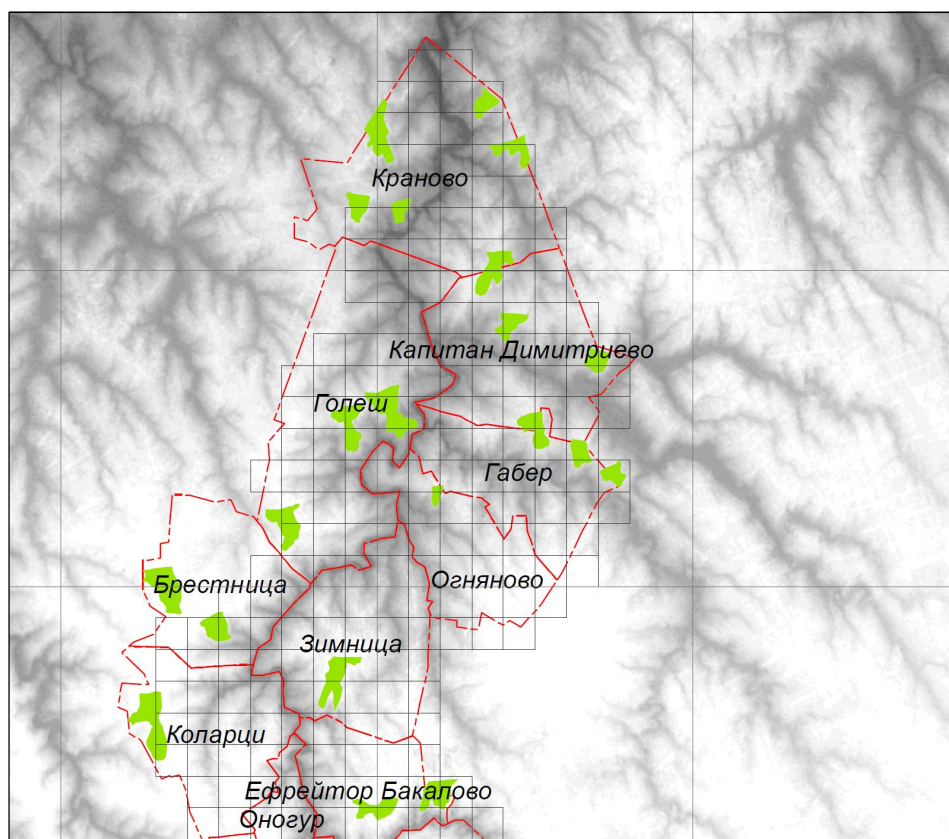 Краново
Капитан Димитриево
Голеш
Габер
Огняново
Брестница
Зимница
Коларци
Ефрейтор Бакалово
Оногур